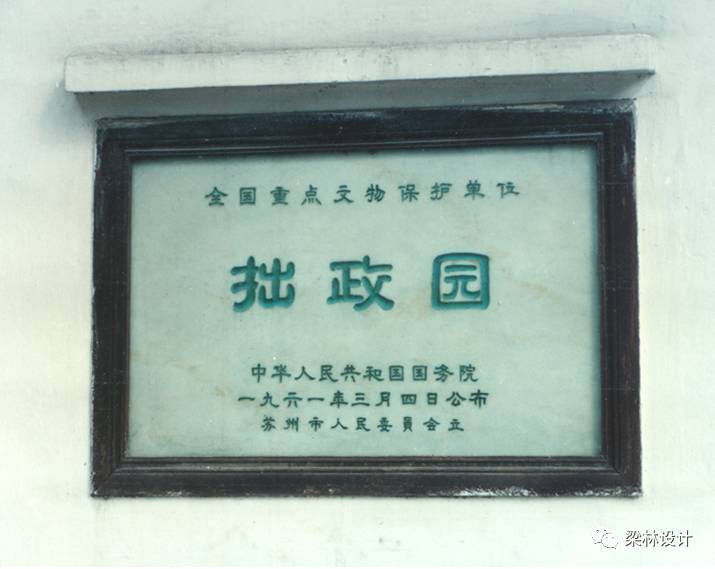 全国重点文物保护单位
拙政园
中华人民共和国国务院
一九六一年三月四日公布
苏州市人民委員会立
梁林设计